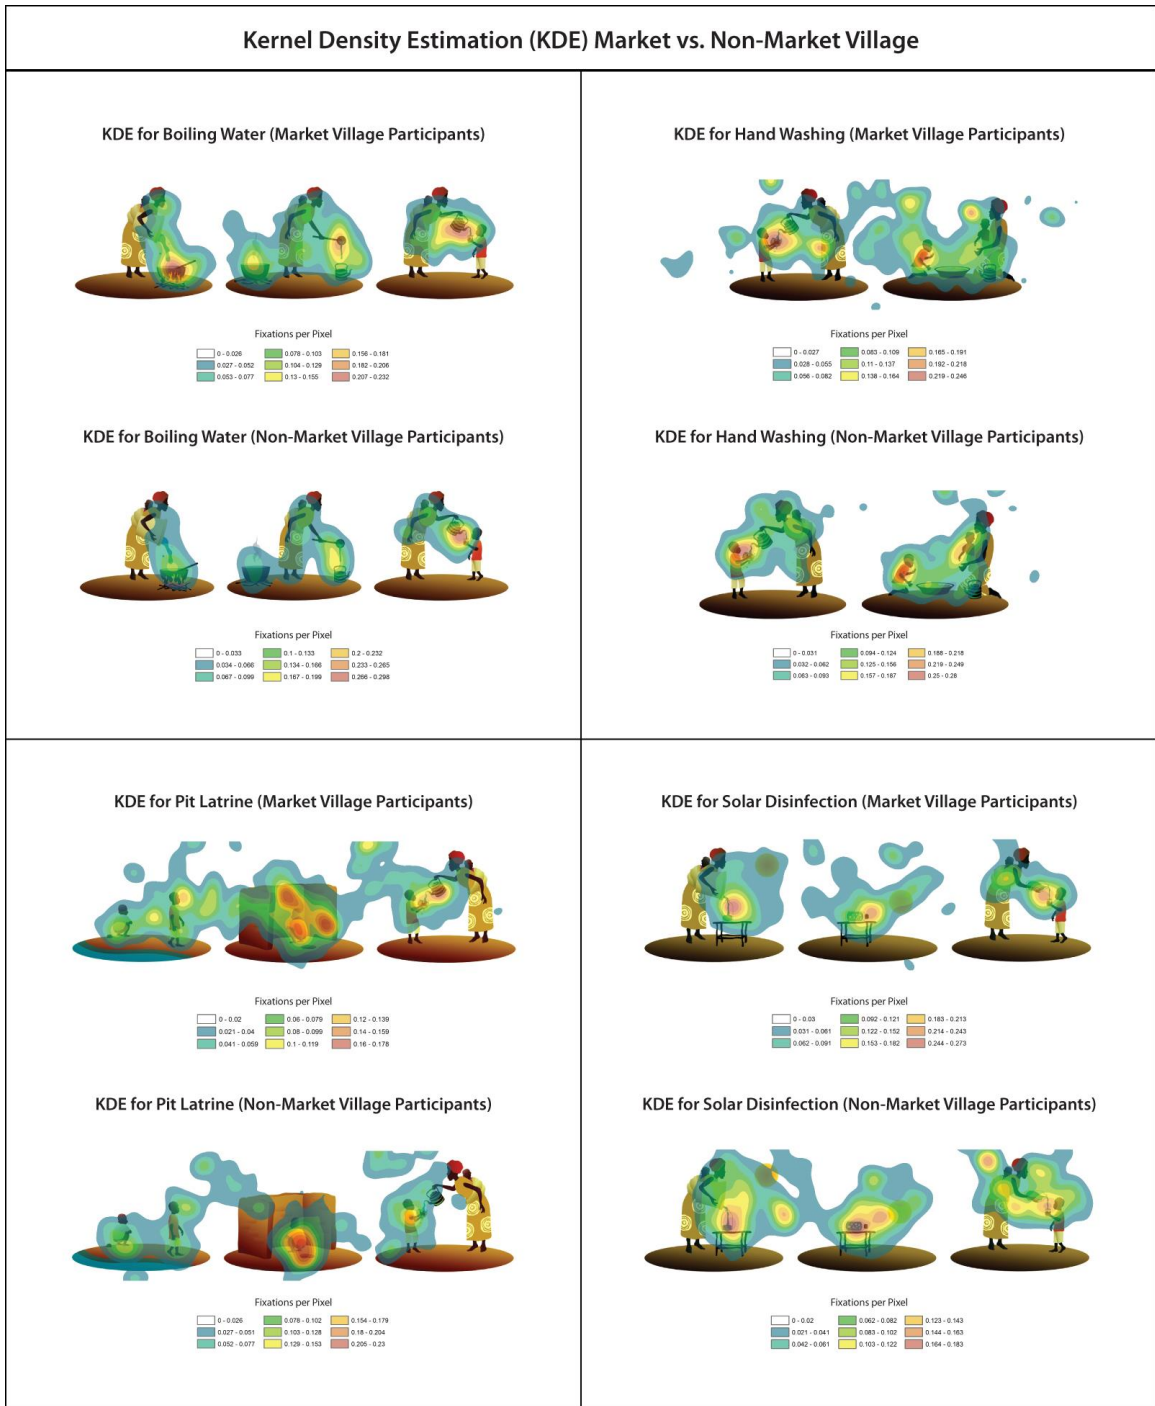 Kernel Density Estimation (KDE) Market vs. Non-Market Village
KDE for Boiling Water (Market Village Participants)
Fixations per Pixel
0 - 0.026 0.078 - 0.103 0.156 - 0.181
0.027 - 0.052 0.104 - 0.129 0.182 - 0.206
0.053 - 0.077 0.13 - 0.155 0.207 - 0.232
KDE for Boiling Water (Non-Market Village Participants)
Fixations per Pixel
0 - 0.033 0.1 - 0.133 0.2 - 0.232
0.034 - 0.066 0.134 - 0.166 0.233 - 0.265
0.067 - 0.099 0.167 - 0.199 0.266 - 0.298
KDE for Hand Washing (Market Village Participants)
Fixations per Pixel
0 - 0.027 0.083 - 0.109 0.165 - 0.191
0.028 - 0.055 0.11 - 0.137 0.192 - 0.218
0.056 - 0.082 0.138 - 0.164 0.219 - 0.246
KDE for Hand Washing (Non-Market Village Participants)
Fixations per Pixel
0 - 0.031 0.094 - 0.124 0.188 - 0.218
0.032 - 0.062 0.125 - 0.156 0.219 - 0.249
0.063 - 0.093 0.157 - 0.187 0.25 - 0.28
KDE for Pit Latrine (Market Village Participants)
Fixations per Pixel
0 - 0.02 0.06 - 0.079 0.12 - 0.139
0.021 - 0.04 0.08 - 0.099 0.14 - 0.159
0.041 - 0.059 0.1 - 0.119 0.16 - 0.178
KDE for Pit Latrine (Non-Market Village Participants)
Fixations per Pixel
0 - 0.026 0.078 - 0.102 0.154 - 0.179
0.027 - 0.051 0.103 - 0.128 0.18 - 0.204
0.052 - 0.077 0.129 - 0.153 0.205 - 0.23
KDE for Solar Disinfection (Market Village Participants)
Fixations per Pixel
0 - 0.03 0.092 - 0.121 0.183 - 0.213
0.031 - 0.061 0.122 - 0.152 0.214 - 0.243
0.062 - 0.091 0.153 - 0.182 0.244 - 0.273
KDE for Solar Disinfection (Non-Market Village Participants)
Fixations per Pixel
0 - 0.02 0.062 - 0.082 0.123 - 0.143
0.021 - 0.041 0.083 - 0.102 0.144 - 0.163
0.042 - 0.061 0.103 - 0.122 0.164 - 0.183